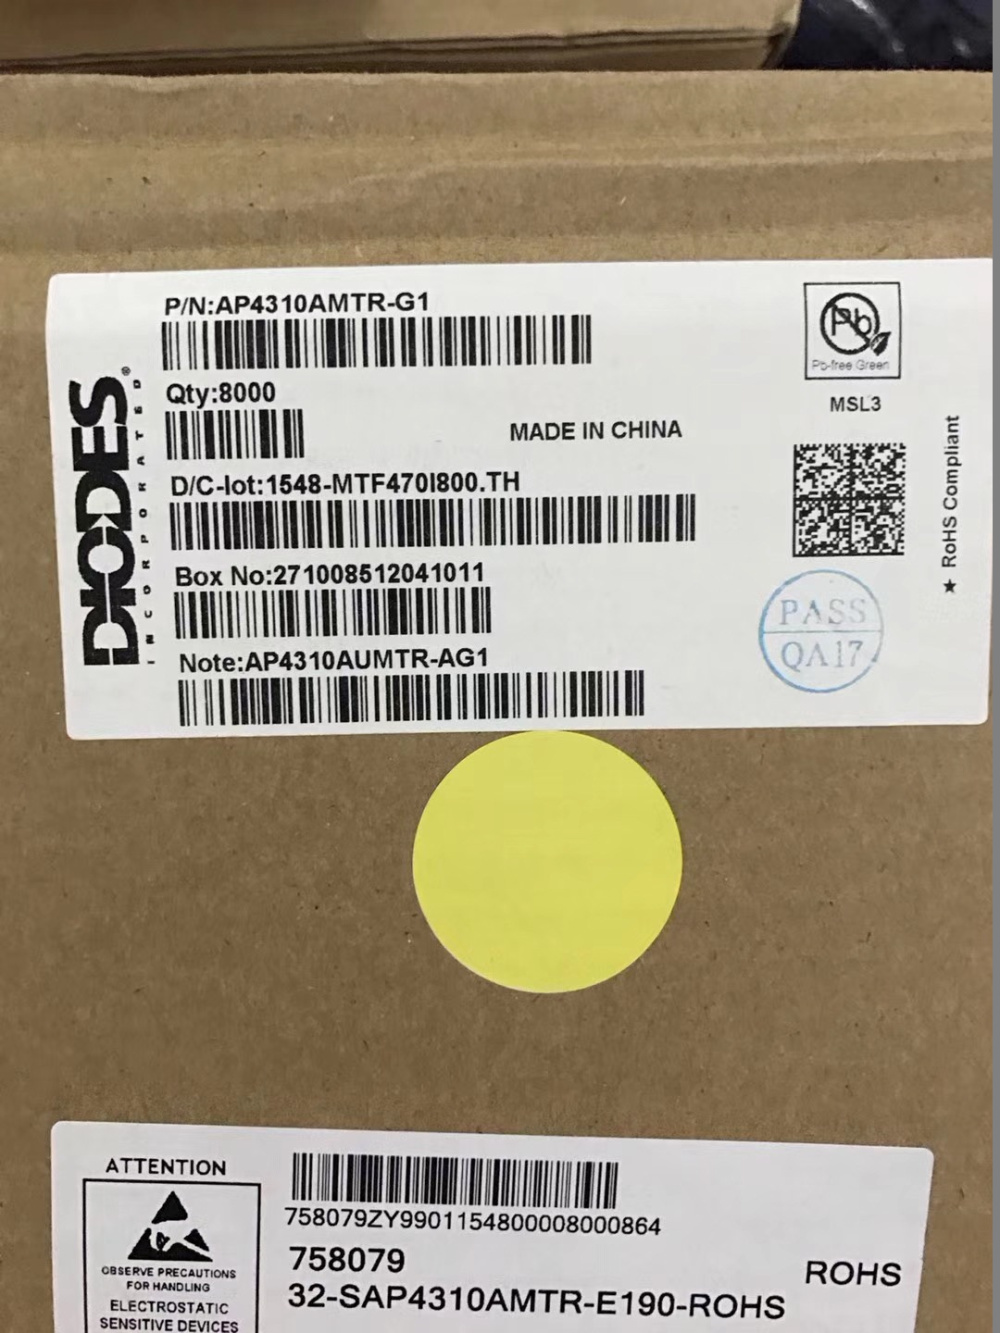 DIODES®
INCORPORATED
P/N:AP4310AMTR-G1
Qty:8000
MADE IN CHINA
D/C-lot:1548-MTF470I800.TH
Box No:271008512041011
Note:AP4310AUMTR-AG1
Pb
Pb-free Green
MSL3
★ RoHS Compliant
PASS
QA17
ATTENTION
OBSERVE PRECAUTIONS
FOR HANDLING
ELECTROSTATIC
SENSITIVE DEVICES
758079ZY9901154800008000864
758079
ROHS
32-SAP4310AMTR-E190-ROHS